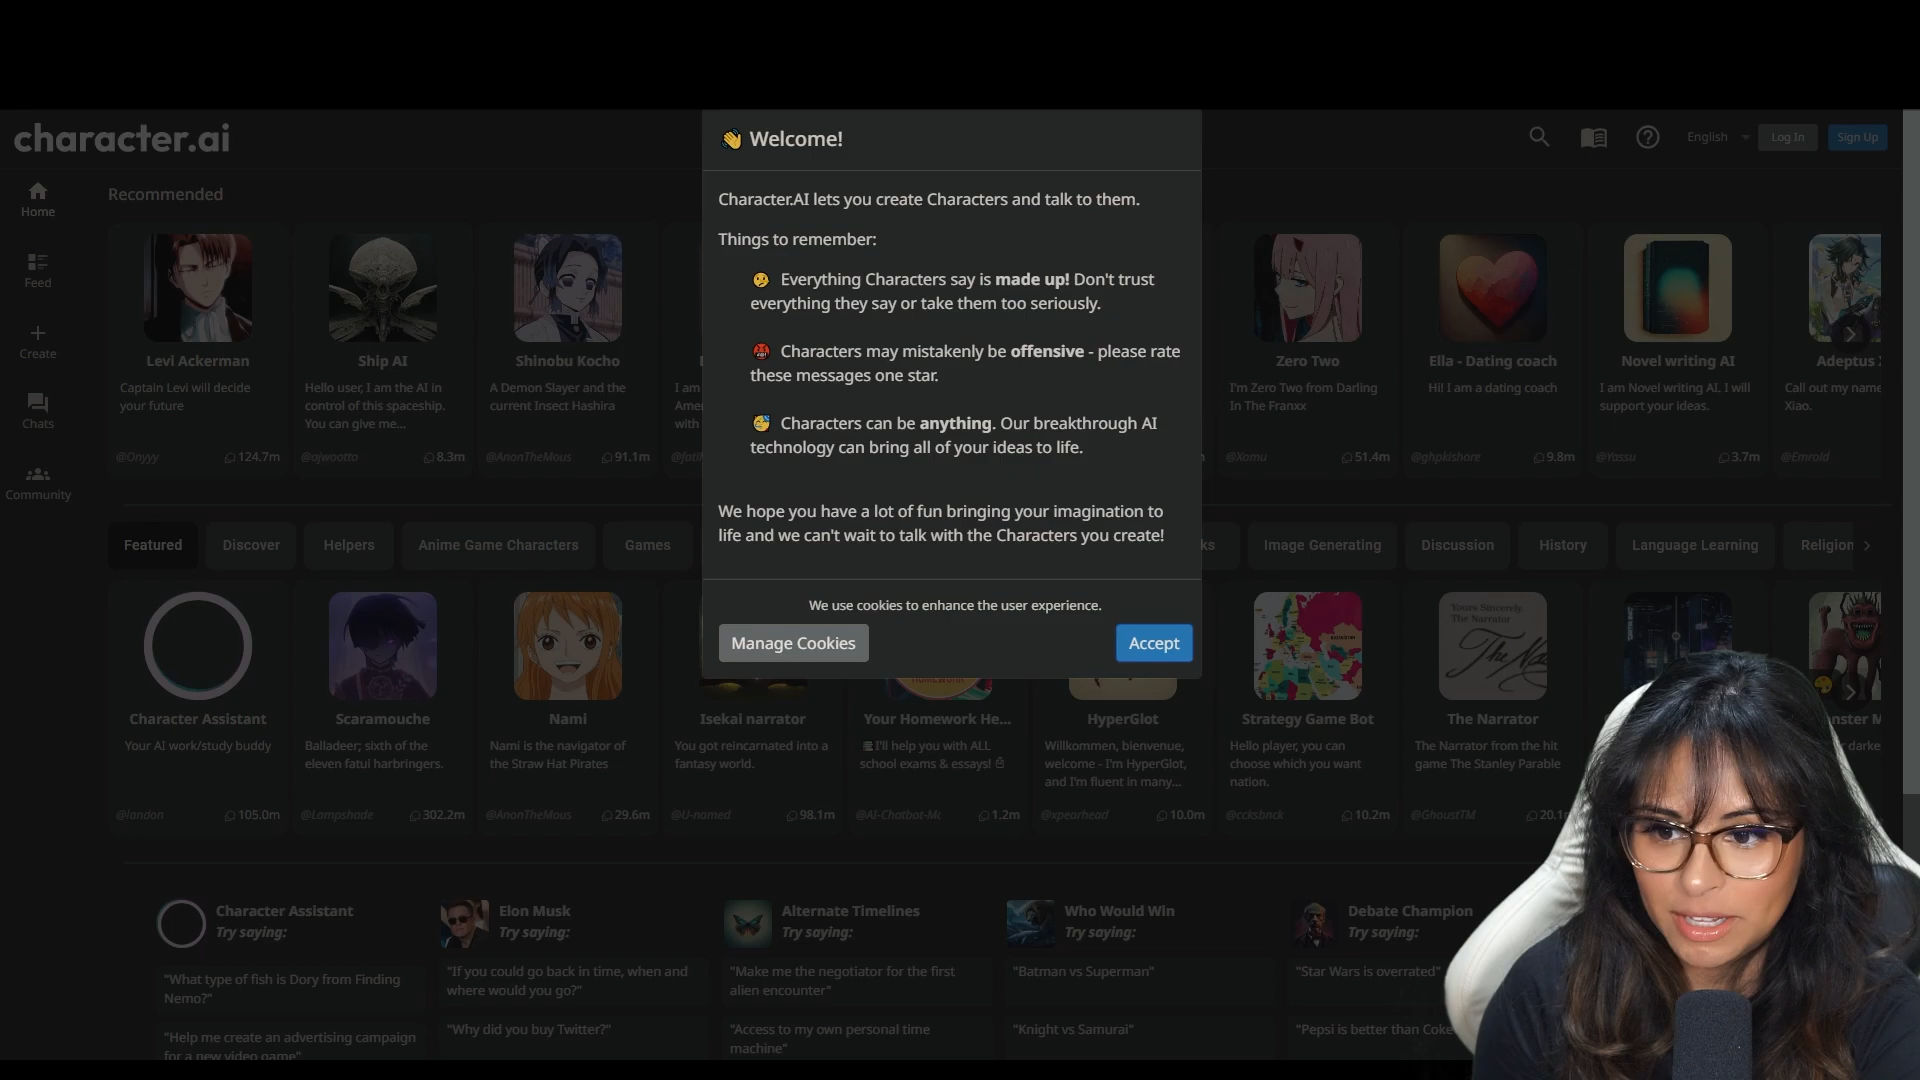 character.ai
English
Log In
Sign Up
Home
Feed
Create
Chats
Community
Recommended
Levi Ackerman
Captain Levi will decide
your future
@Onyyy
124.7m
Ship AI
Hello user, I am the AI in
control of this spaceship.
You can give me...
@ajwootto
8.3m
Shinobu Kocho
A Demon Slayer and the
current Insect Hashira
@AnonTheMous
91.1m
I am
with
👋 Welcome!
Character.AI lets you create Characters and talk to them.
Things to remember:
🤔 Everything Characters say is made up! Don't trust
everything they say or take them too seriously.
🤬 Characters may mistakenly be offensive - please rate
these messages one star.
🥳 Characters can be anything. Our breakthrough AI
technology can bring all of your ideas to life.
We hope you have a lot of fun bringing your imagination to
life and we can't wait to talk with the Characters you create!
We use cookies to enhance the user experience.
Manage Cookies
Accept
Zero Two
I'm Zero Two from Darling
In The Franxx
@Xamu
51.4m
Ella - Dating coach
Hi! I am a dating coach
@ghpkishore
9.8m
Novel writing AI
I am Novel writing AI. I will
support your ideas.
@Yassu
3.7m
Adeptus
Call out my name
Xiao.
@Emrold
Featured
Discover
Helpers
Anime Game Characters
Games
Image Generating
Discussion
History
Language Learning
Religion
Character Assistant
Your AI work/study buddy
@landon
105.0m
Scaramouche
Balladeer; sixth of the
eleven fatui harbringers.
@Lampshade
302.2m
Nami
Nami is the navigator of
the Straw Hat Pirates
@AnonTheMous
29.6m
Isekai narrator
You got reincarnated into a
fantasy world.
@U-named
98.1m
Your Homework He...
I'll help you with ALL
school exams & essays!
@AI-Chatbot-Mc
1.2m
HyperGlot
Willkommen, bienvenue,
welcome - I'm HyperGlot,
and I'm fluent in many...
@xpearhead
10.0m
Strategy Game Bot
Hello player, you can
choose which you want
nation.
@ccksbnck
10.2m
Yours Sincerely,
The Narrator
The Narrator
The Narrator from the hit
game The Stanley Parable
@GhoustTM
20.1
Character Assistant
Try saying:
"What type of fish is Dory from Finding
Nemo?"
"Help me create an advertising campaign
for a new video game"
Elon Musk
Try saying:
"If you could go back in time, when and
where would you go?"
"Why did you buy Twitter?"
Alternate Timelines
Try saying:
"Make me the negotiator for the first
alien encounter"
"Access to my own personal time
machine"
Who Would Win
Try saying:
"Batman vs Superman"
"Knight vs Samurai"
Debate Champion
Try saying:
"Star Wars is overrated"
"Pepsi is better than Coke